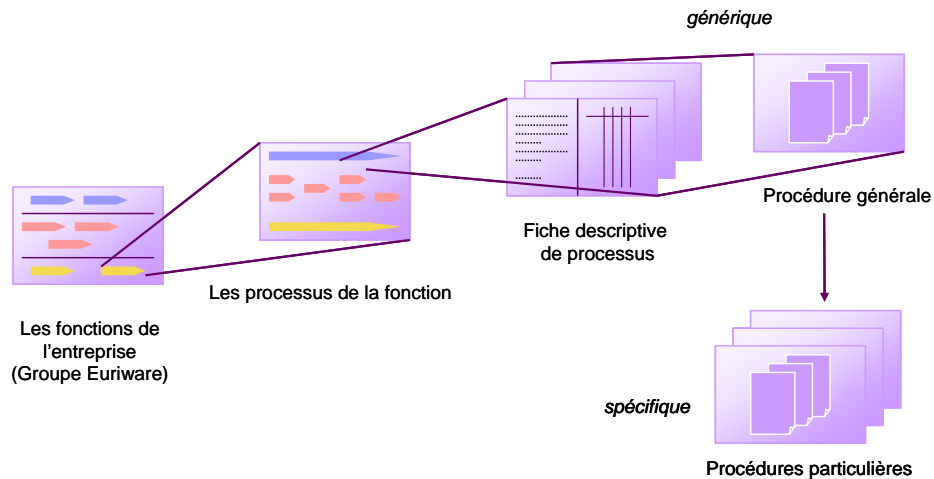 générique
Procédure générale
Fiche descriptive
de processus
Les processus de la fonction
Les fonctions de
l'entreprise
(Groupe Euriware)
spécifique
Procédures particulières